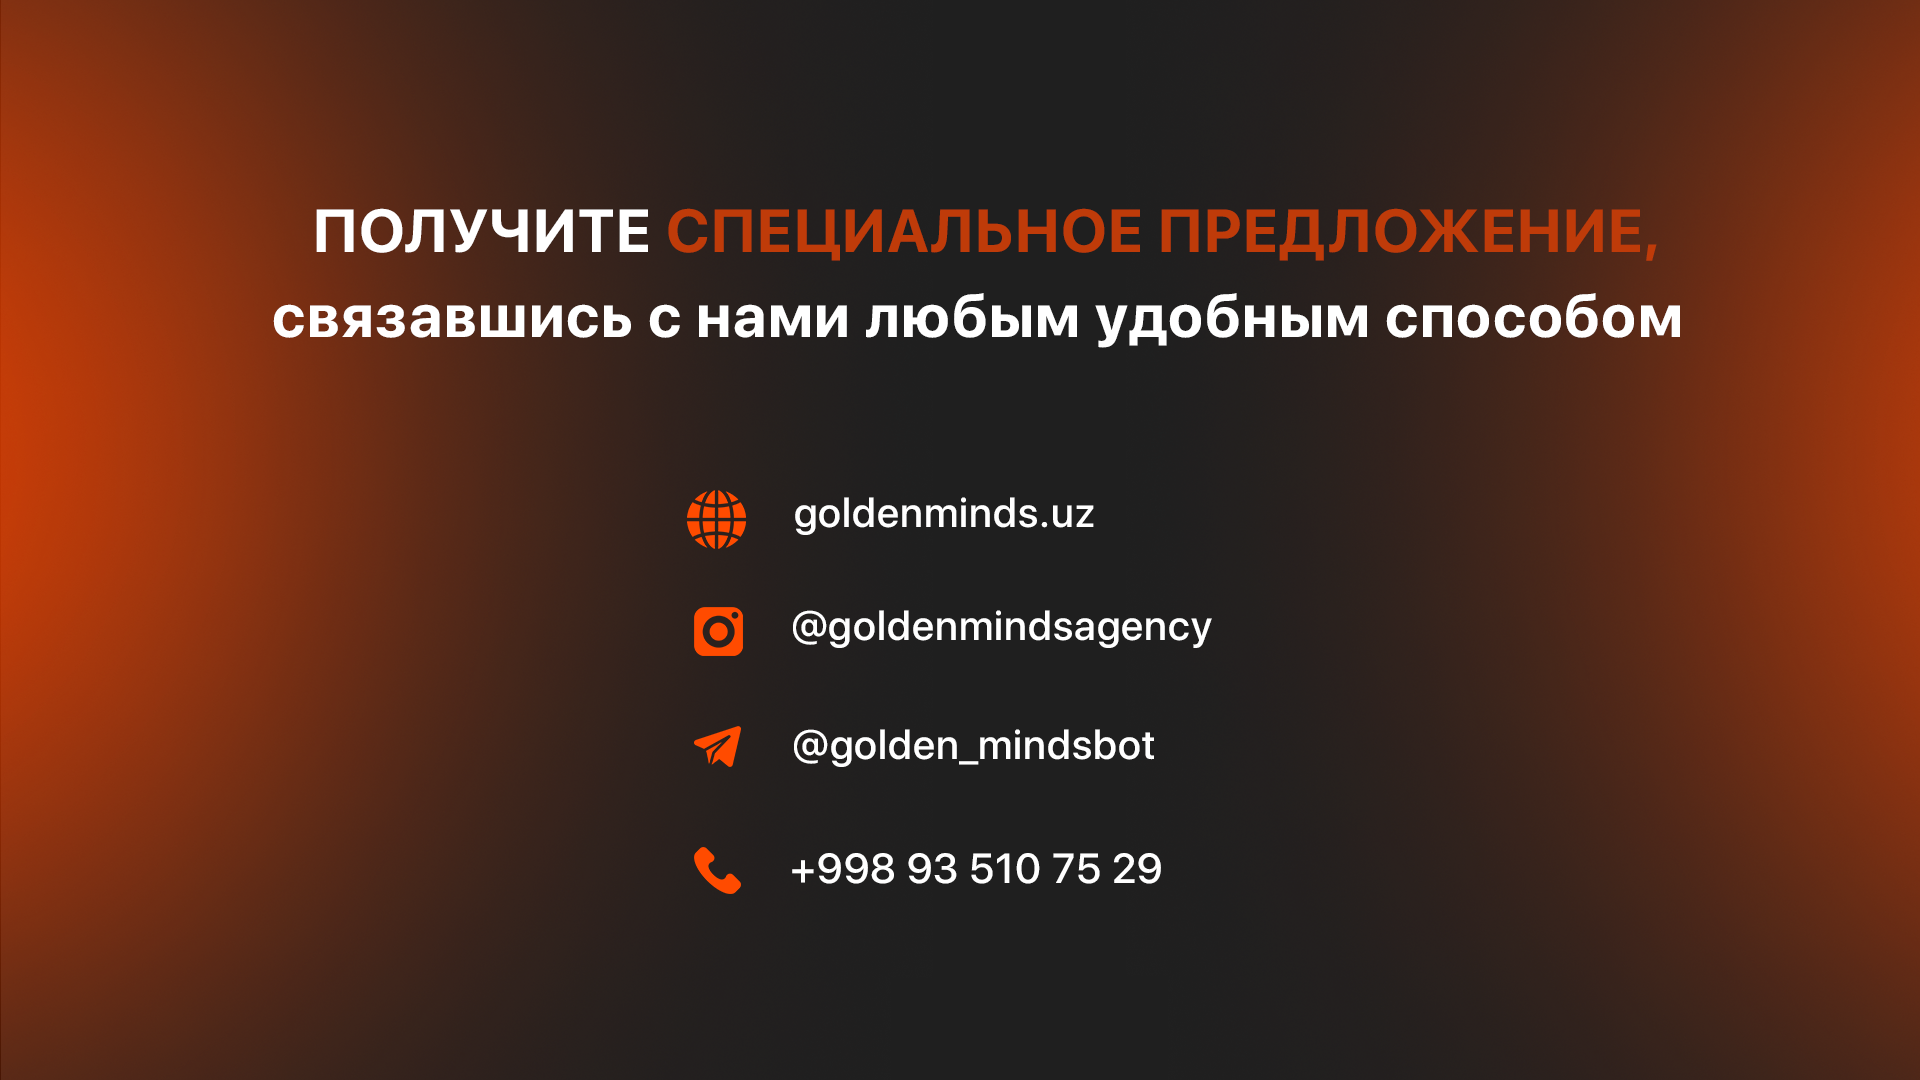 ПОЛУЧИТЕ СПЕЦИАЛЬНОЕ ПРЕДЛОЖЕНИЕ,
связавшись с нами любым удобным способом
goldenminds.uz
@goldenmindsagency
@golden_mindsbot
+998 93 510 75 29